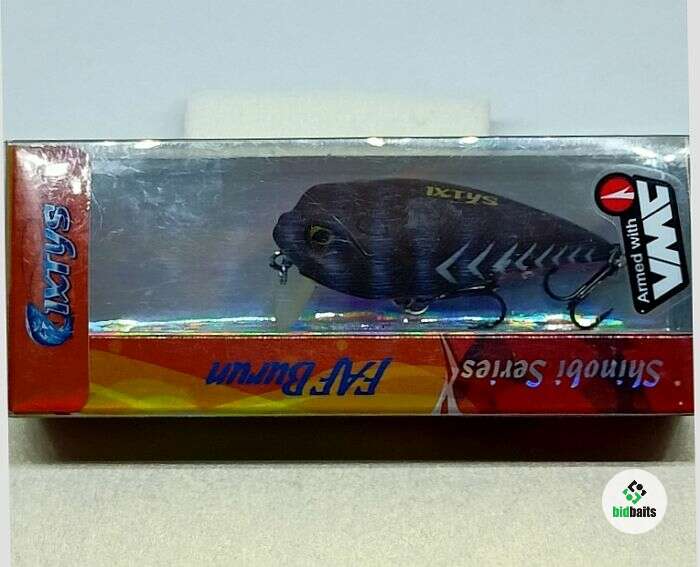 ixtys
IXTYS
Armed with
VMC
FAF Burun
Shinobi Series
bidbaits